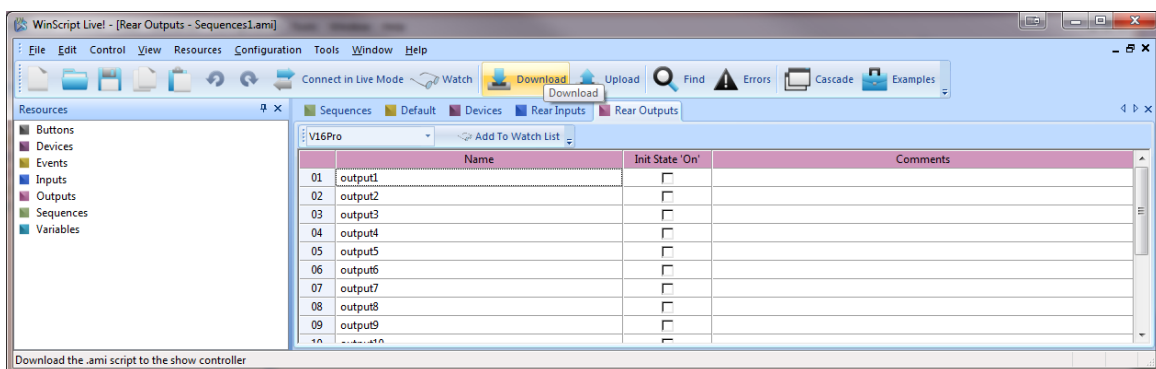 WinScript Live! - [Rear Outputs - Sequences1.ami]
File Edit Control View Resources Configuration Tools Window Help
Connect in Live Mode Watch Download Upload Find Errors Cascade Examples
Download
Resources
Sequences Default Devices Rear Inputs Rear Outputs
Buttons
Devices
Events
Inputs
Outputs
Sequences
Variables
V16Pro Add To Watch List
Name Init State 'On' Comments
01 output1
02 output2
03 output3
04 output4
05 output5
06 output6
07 output7
08 output8
09 output9
10 output10
Download the .ami script to the show controller